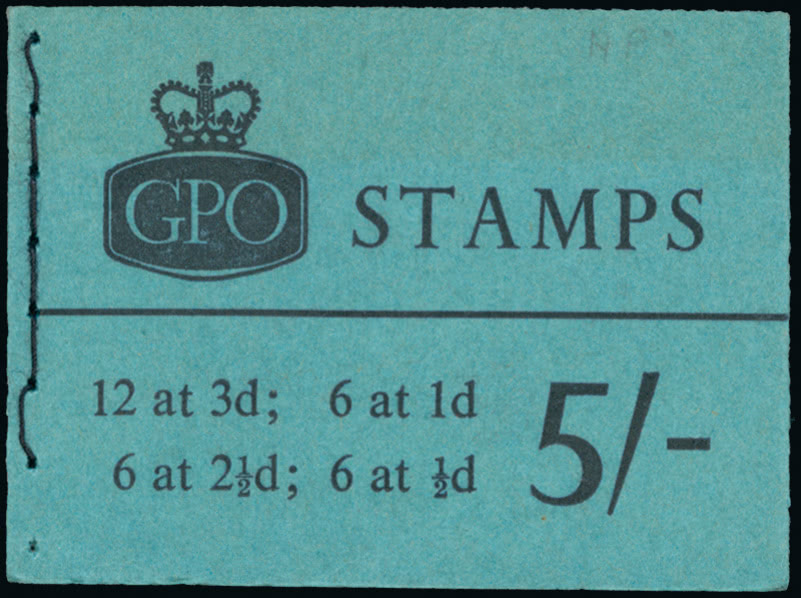 GPO STAMPS
12 at 3d; 6 at 1d
6 at 2½d; 6 at ½d
5/-